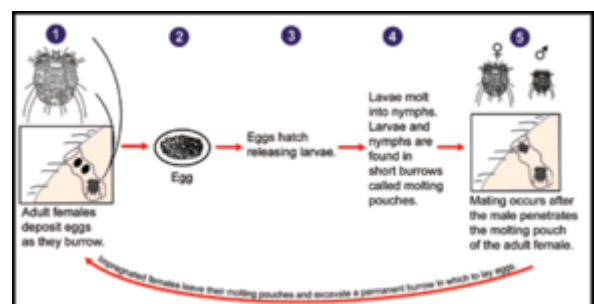 1
2
3
4
5
♀
♂
Adult females
deposit eggs
as they burrow.
Egg
Eggs hatch
releasing larvae.
Lavae molt
into nymphs.
Larvae and
nymphs are
found in
short burrows
called molting
pouches.
Mating occurs after
the male penetrates
the molting pouch
of the adult female.
Impregnated females leave their molting pouches and excavate a permanent burrow in which to lay eggs.